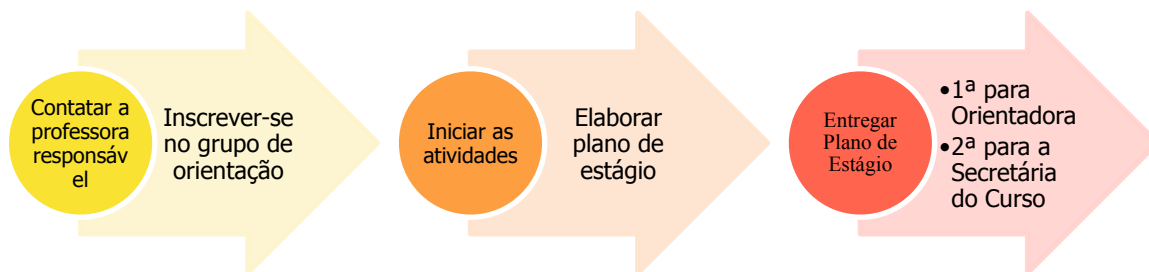 Contatar a
professora
responsáv
el
Inscrever-se
no grupo de
orientação
Iniciar as
atividades
Elaborar
plano de
estágio
Entregar
Plano de
Estágio
•1ª para
Orientadora
•2ª para a
Secretária
do Curso